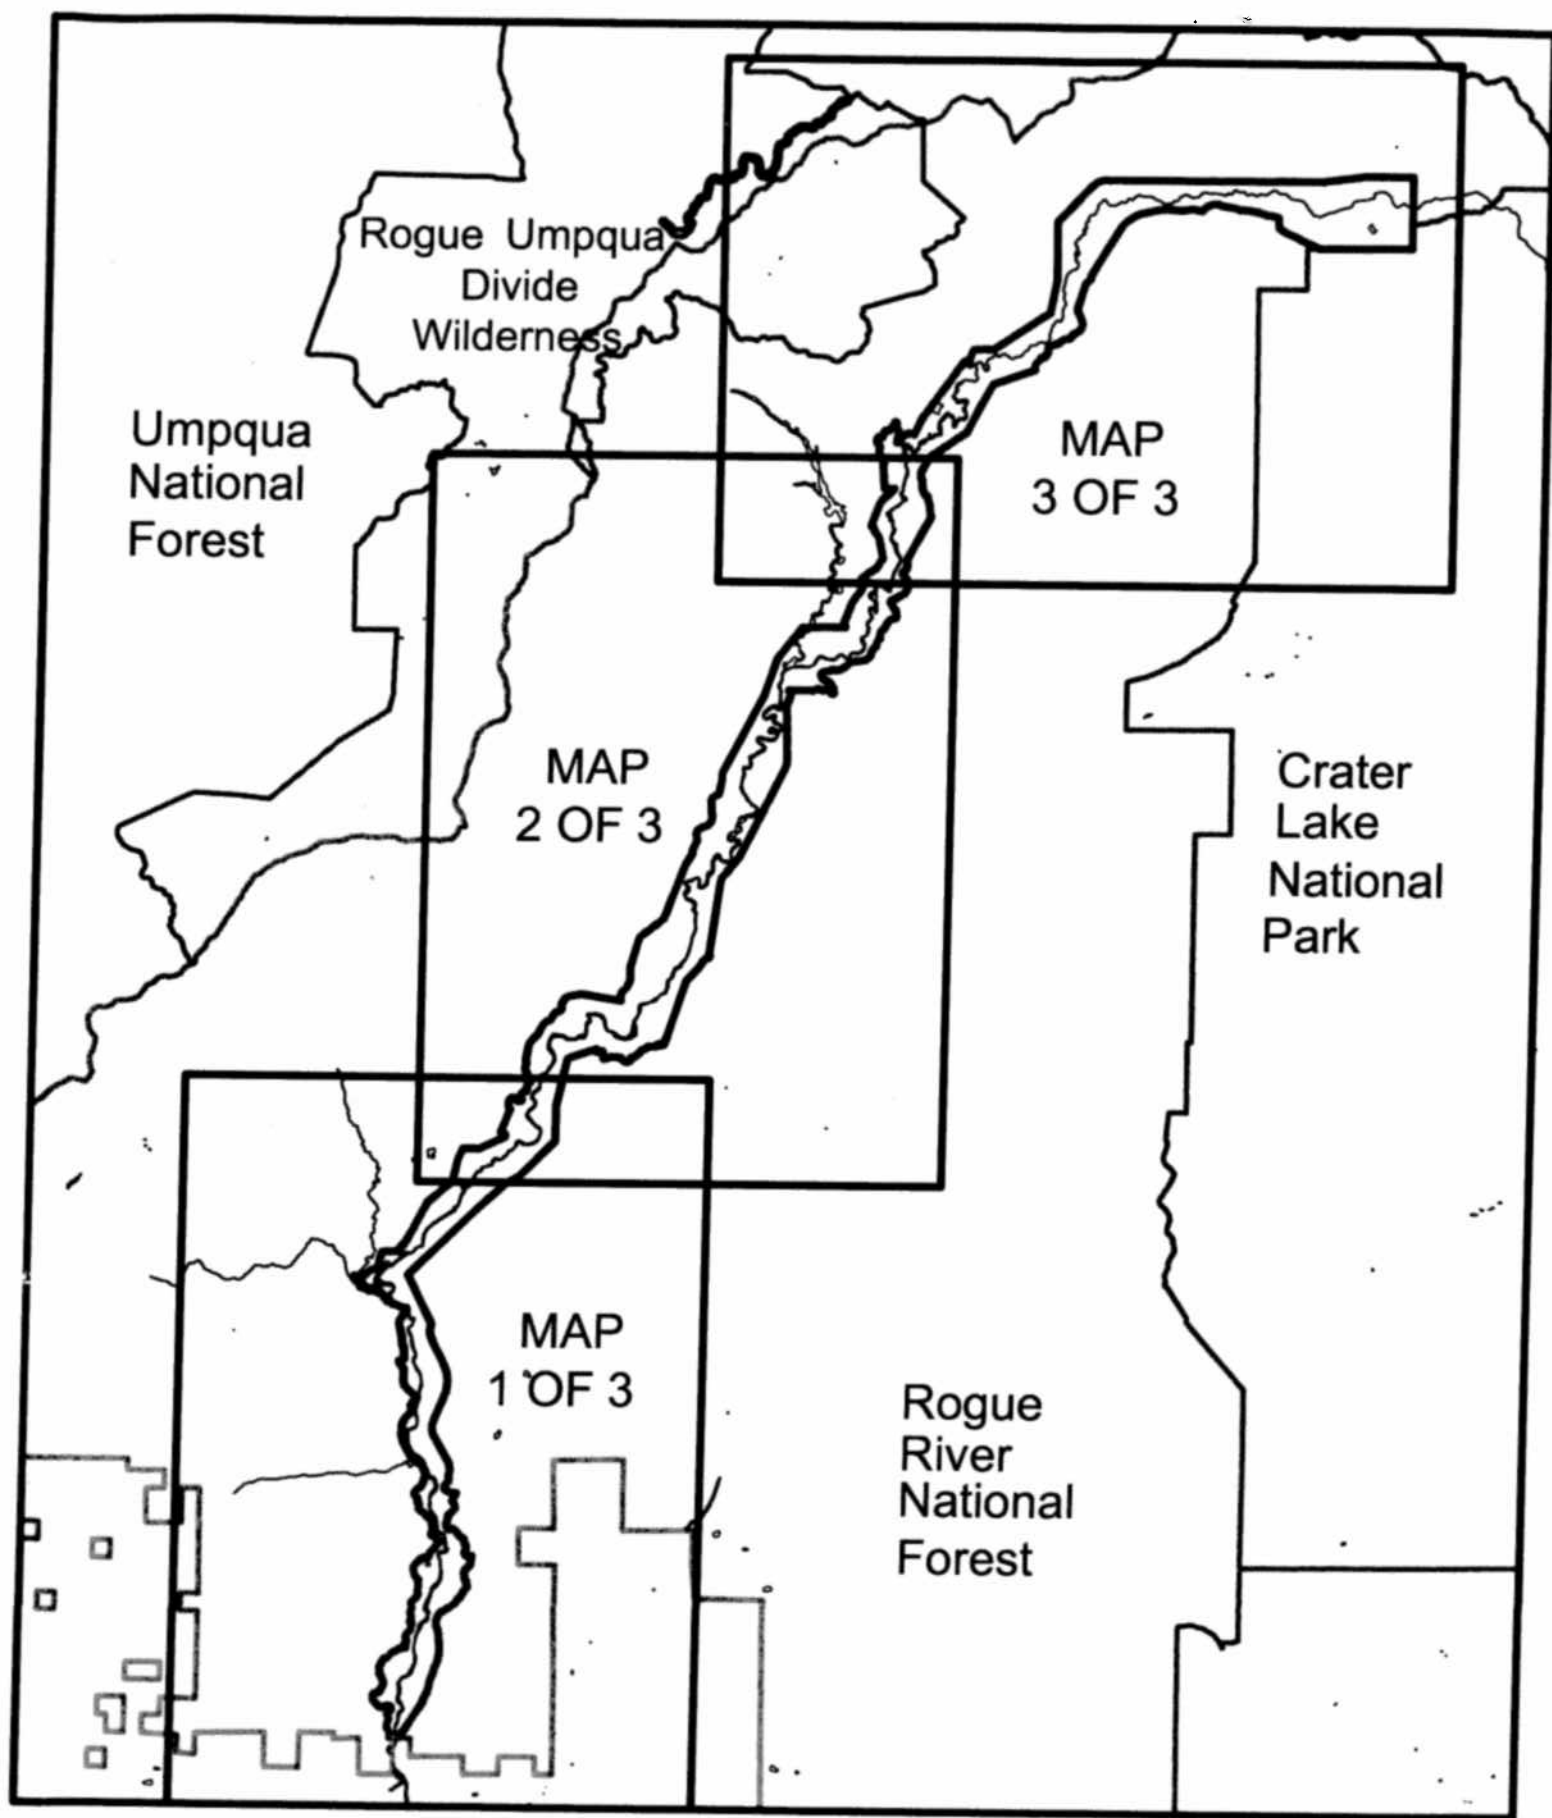 Rogue Umpqua
Divide
Wilderness
Umpqua
National
Forest
MAP
3 OF 3
MAP
2 OF 3
Crater
Lake
National
Park
MAP
1 OF 3
Rogue
River
National
Forest